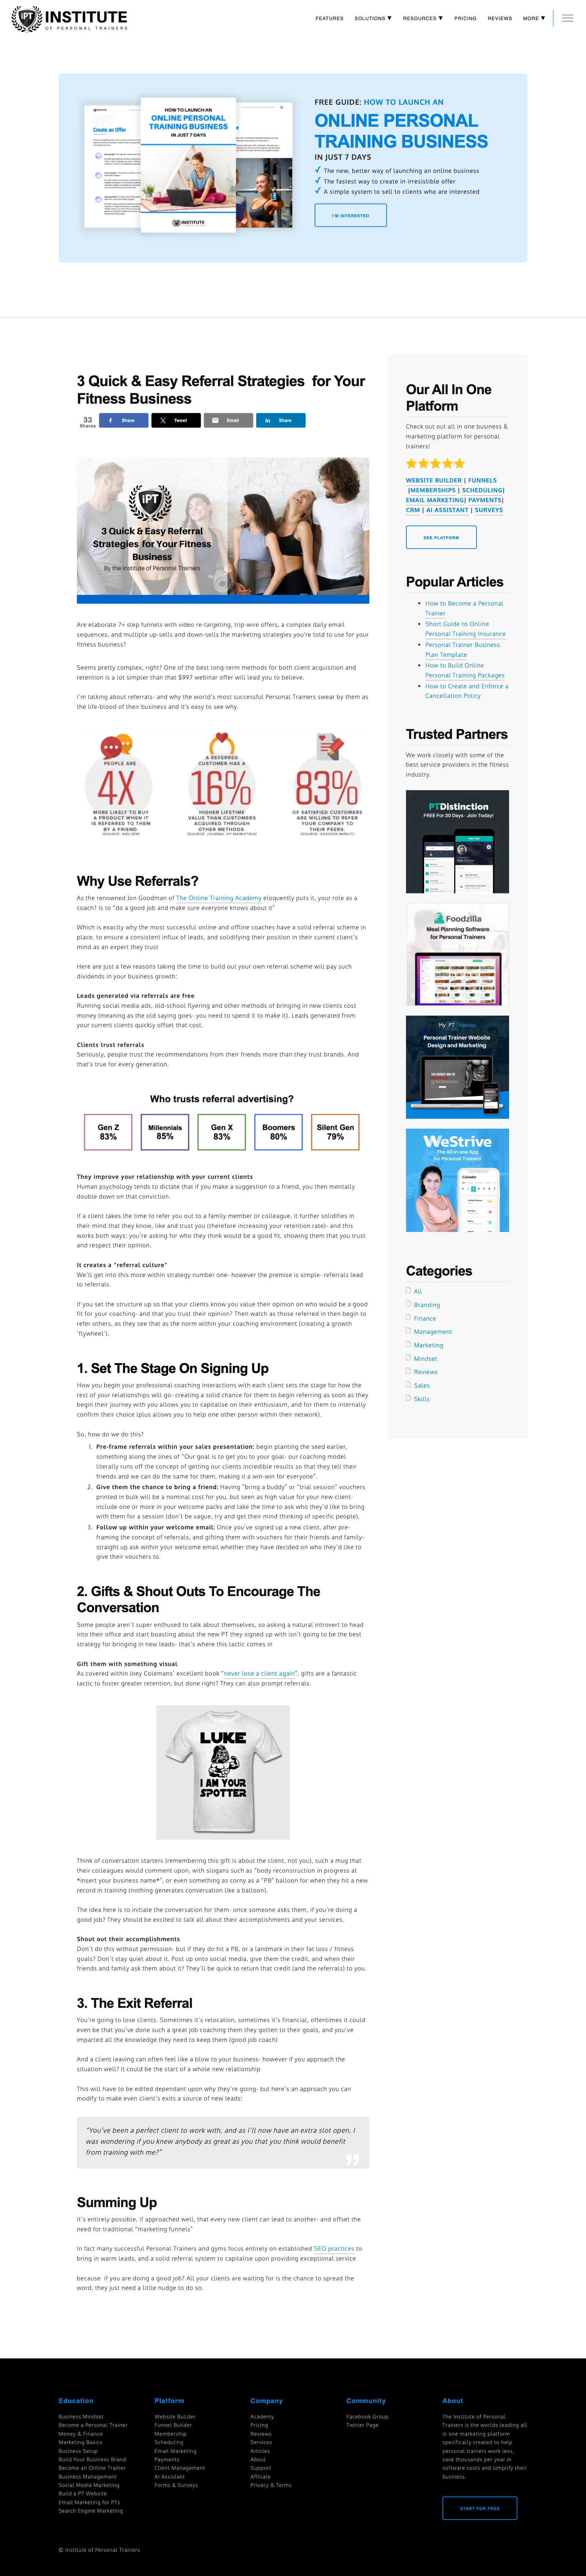 IPT INSTITUTE
OF PERSONAL TRAINERS
FEATURES
SOLUTIONS
RESOURCES
PRICING
REVIEWS
MORE
Create an Offer
HOW TO LAUNCH AN
ONLINE PERSONAL
TRAINING BUSINESS
IN JUST 7 DAYS
INSTITUTE
FREE GUIDE: HOW TO LAUNCH AN
ONLINE PERSONAL
TRAINING BUSINESS
IN JUST 7 DAYS
The new, better way of launching an online business
The fastest way to create in irresistible offer
A simple system to sell to clients who are interested
I'M INTERESTED
3 Quick & Easy Referral Strategies for Your
Fitness Business
33
Shares
Share
Tweet
Email
Share
IPT
3 Quick & Easy Referral
Strategies for Your Fitness
Business
By the Institute of Personal Trainers
Are elaborate 7+ step funnels with video re-targeting, trip-wire offers, a complex daily email
sequences, and multiple up-sells and down-sells the marketing strategies you're told to use for your
fitness business?
Seems pretty complex, right? One of the best long-term methods for both client acquisition and
retention is a lot simpler than that $997 webinar offer will lead you to believe.
I'm talking about referrals- and why the world's most successful Personal Trainers swear by them as
the life-blood of their business and it's easy to see why.
PEOPLE ARE
4X
MORE LIKELY TO BUY
A PRODUCT WHEN IT
IS REFERRED TO THEM
BY A FRIEND.
(SOURCE: NIELSEN)
A REFERRED
CUSTOMER HAS A
16%
HIGHER LIFETIME
VALUE THAN CUSTOMERS
ACQUIRED THROUGH
OTHER METHODS.
(SOURCE: JOURNAL OF MARKETING)
83%
OF SATISFIED CUSTOMERS
ARE WILLING TO REFER
YOUR COMPANY TO
THEIR PEERS.
(SOURCE: ADVISOR IMPACT)
Why Use Referrals?
As the renowned Jon Goodman of The Online Training Academy eloquently puts it, your role as a
coach? Is to "do a good job and make sure everyone knows about it"
Which is exactly why the most successful online and offline coaches have a solid referral scheme in
place, to enjoy a consistent influx of leads, and solidifying their position in their current client's
mind as an expert they trust
Here are just a few reasons taking the time to build out your own referral scheme will pay such
dividends in your business growth:
Leads generated via referrals are free
Running social media ads, old-school flyering and other methods of bringing in new clients cost
money (meaning as the old saying goes- you need to spend it to make it). Leads generated from
your current clients quickly offset that cost.
Clients trust referrals
Seriously, people trust the recommendations from their friends more than they trust brands. And
that's true for every generation.
Who trusts referral advertising?
Gen Z
83%
Millennials
85%
Gen X
83%
Boomers
80%
Silent Gen
79%
They improve your relationship with your current clients
Human psychology tends to dictate that if you make a suggestion to a friend, you then mentally
double down on that conviction.
If a client takes the time to refer you out to a family member or colleague, it further solidifies in
their mind that they know, like and trust you (therefore increasing your retention rate)- and this
works both ways: you're asking for who they think would be a good fit, showing them that you trust
and respect their opinion.
It creates a "referral culture"
We'll get into this more within strategy number one- however the premise is simple- referrals lead
to referrals.
If you set the structure up so that your clients know you value their opinion on who would be a good
fit for your coaching- and that you trust their opinion? Then watch as those referred in then begin to
refer others, as they see that as the norm within your coaching environment (thus creating a growth
'flywheel').
1. Set The Stage On Signing Up
How you begin your professional coaching interactions with each client sets the stage for how the
rest of your relationships will go- creating a solid chance for them to begin referring as soon as they
begin their journey with you allows you to capitalise on their enthusiasm, and for them to internally
confirm their choice (plus allows you to help one other person within their network).
So, how do we do this?
1. Pre-frame referrals within your sales presentation: begin planting the seed earlier,
something along the lines of "Our goal is to get you to your goal- our coaching model
literally runs off the concept of getting our clients incredible results so that they tell their
friends and we can do the same for them, making it a win-win for everyone".
2. Give them the chance to bring a friend: Having "bring a buddy" or "trial session" vouchers
printed in bulk will be a nominal cost for you, but seen as high value for your new client-
include one or more in your welcome packs and take the time to ask who they'd like to bring
with them for a session (don't be vague, try and get their mind thinking of specific people).
3. Follow up within your welcome email: Once you've signed up a new client, after pre-
framing the concept of referrals, and gifting them with vouchers for their friends and family-
straight up ask within your welcome email whether they have decided on who they'd like to
give their vouchers to.
2. Gifts & Shout Outs To Encourage The
Conversation
Some people aren't super enthused to talk about themselves, so asking a natural introvert to head
into their office and start boasting about the new PT they signed up with isn't going to be the best
strategy for bringing in new leads- that's where this tactic comes in
Gift them with something visual
As covered within Joey Colemans' excellent book "never lose a client again", gifts are a fantastic
tactic to foster greater retention, but done right? They can also prompt referrals.
LUKE
I AM YOUR
SPOTTER
Think of conversation starters (remembering this gift is about the client, not you), such a mug that
their colleagues would comment upon, with slogans such as "body reconstruction in progress at
*insert your business name*", or even something as corny as a "PB" balloon for when they hit a new
record in training (nothing generates conversation like a balloon).
The idea here is to initiate the conversation for them- once someone asks them, if you're doing a
good job? They should be excited to talk all about their accomplishments and your services.
Shout out their accomplishments
Don't do this without permission- but if they do hit a PB, or a landmark in their fat loss / fitness
goals? Don't stay quiet about it. Post up onto social media, give them the credit, and when their
friends and family ask them about it? They'll be quick to return that credit (and the referrals) to you.
3. The Exit Referral
You're going to lose clients. Sometimes it's relocation, sometimes it's financial, oftentimes it could
even be that you've done such a great job coaching them they gotten to their goals, and you've
imparted all the knowledge they need to keep them (good job coach)
And a client leaving can often feel like a blow to your business- however if you approach the
situation well? It could be the start of a whole new relationship
This will have to be edited dependant upon why they're going- but here's an approach you can
modify to make even client's exits a source of new leads:
"You've been a perfect client to work with, and as I'll now have an extra slot open, I
was wondering if you knew anybody as great as you that you think would benefit
from training with me?"
Summing Up
It's entirely possible, if approached well, that every new client can lead to another- and offset the
need for traditional "marketing funnels"
In fact many successful Personal Trainers and gyms focus entirely on established SEO practices to
bring in warm leads, and a solid referral system to capitalise upon providing exceptional service
because if you are doing a good job? All your clients are waiting for is the chance to spread the
word, they just need a little nudge to do so.
Our All In One
Platform
Check out out all in one business &
marketing platform for personal
trainers!
WEBSITE BUILDER | FUNNELS
|MEMBERSHIPS | SCHEDULING|
EMAIL MARKETING| PAYMENTS|
CRM | AI ASSISTANT | SURVEYS
SEE PLATFORM
Popular Articles
How to Become a Personal
Trainer
Short Guide to Online
Personal Training Insurance
Personal Trainer Business
Plan Template
How to Build Online
Personal Training Packages
How to Create and Enforce a
Cancellation Policy
Trusted Partners
We work closely with some of the
best service providers in the fitness
industry.
PTDistinction
FREE For 30 Days - Join Today!
Foodzilla
Meal Planning Software
for Personal Trainers
My PT Website
Personal Trainer Website
Design and Marketing
WeStrive
The All-in-one App
for Personal Trainers
Calendar
Categories
All
Branding
Finance
Management
Marketing
Mindset
Reviews
Sales
Skills
Education
Business Mindset
Become a Personal Trainer
Money & Finance
Marketing Basics
Business Setup
Build Your Business Brand
Become an Online Trainer
Business Management
Social Media Marketing
Build a PT Website
Email Marketing for PTs
Search Engine Marketing
Platform
Website Builder
Funnel Builder
Membership
Scheduling
Email Marketing
Payments
Client Management
AI Assistant
Forms & Surveys
Company
Academy
Pricing
Reviews
Services
Articles
About
Support
Affiliate
Privacy & Terms
Community
Facebook Group
Twitter Page
About
The Institute of Personal
Trainers is the worlds leading all
in one marketing platform
specifically created to help
personal trainers work less,
save thousands per year in
software costs and simplify their
business.
START FOR FREE
© Institute of Personal Trainers